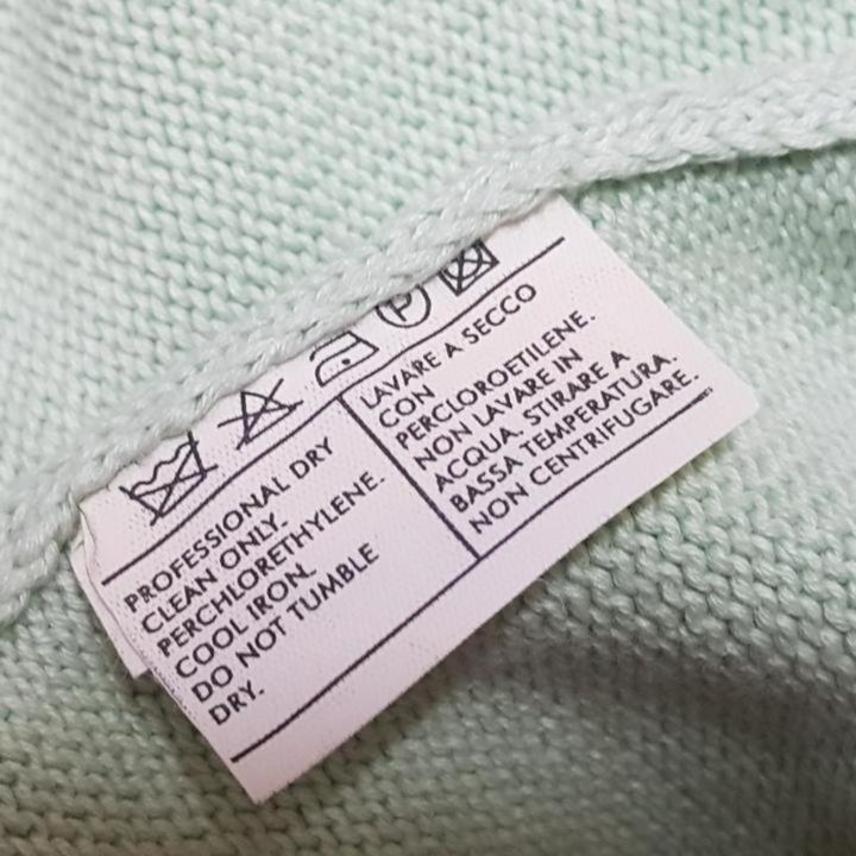 P
PROFESSIONAL DRY
CLEAN ONLY.
PERCHLORETHYLENE.
COOL IRON.
DO NOT TUMBLE
DRY.
LAVARE A SECCO
CON
PERCLOROETILENE.
NON LAVARE IN
ACQUA. STIRARE A
BASSA TEMPERATURA.
NON CENTRIFUGARE.